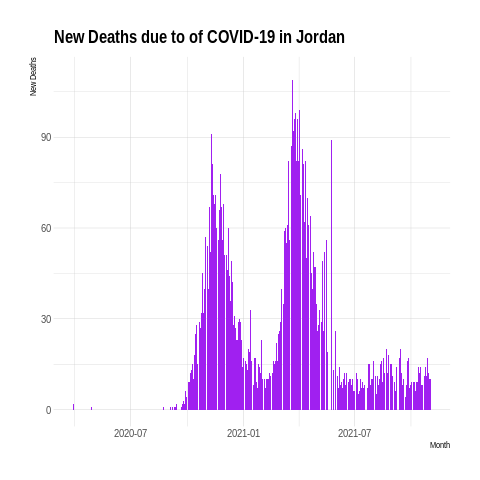 New Deaths due to of COVID-19 in Jordan
New Deaths
90
60
30
0
2020-07
2021-01
2021-07
Month